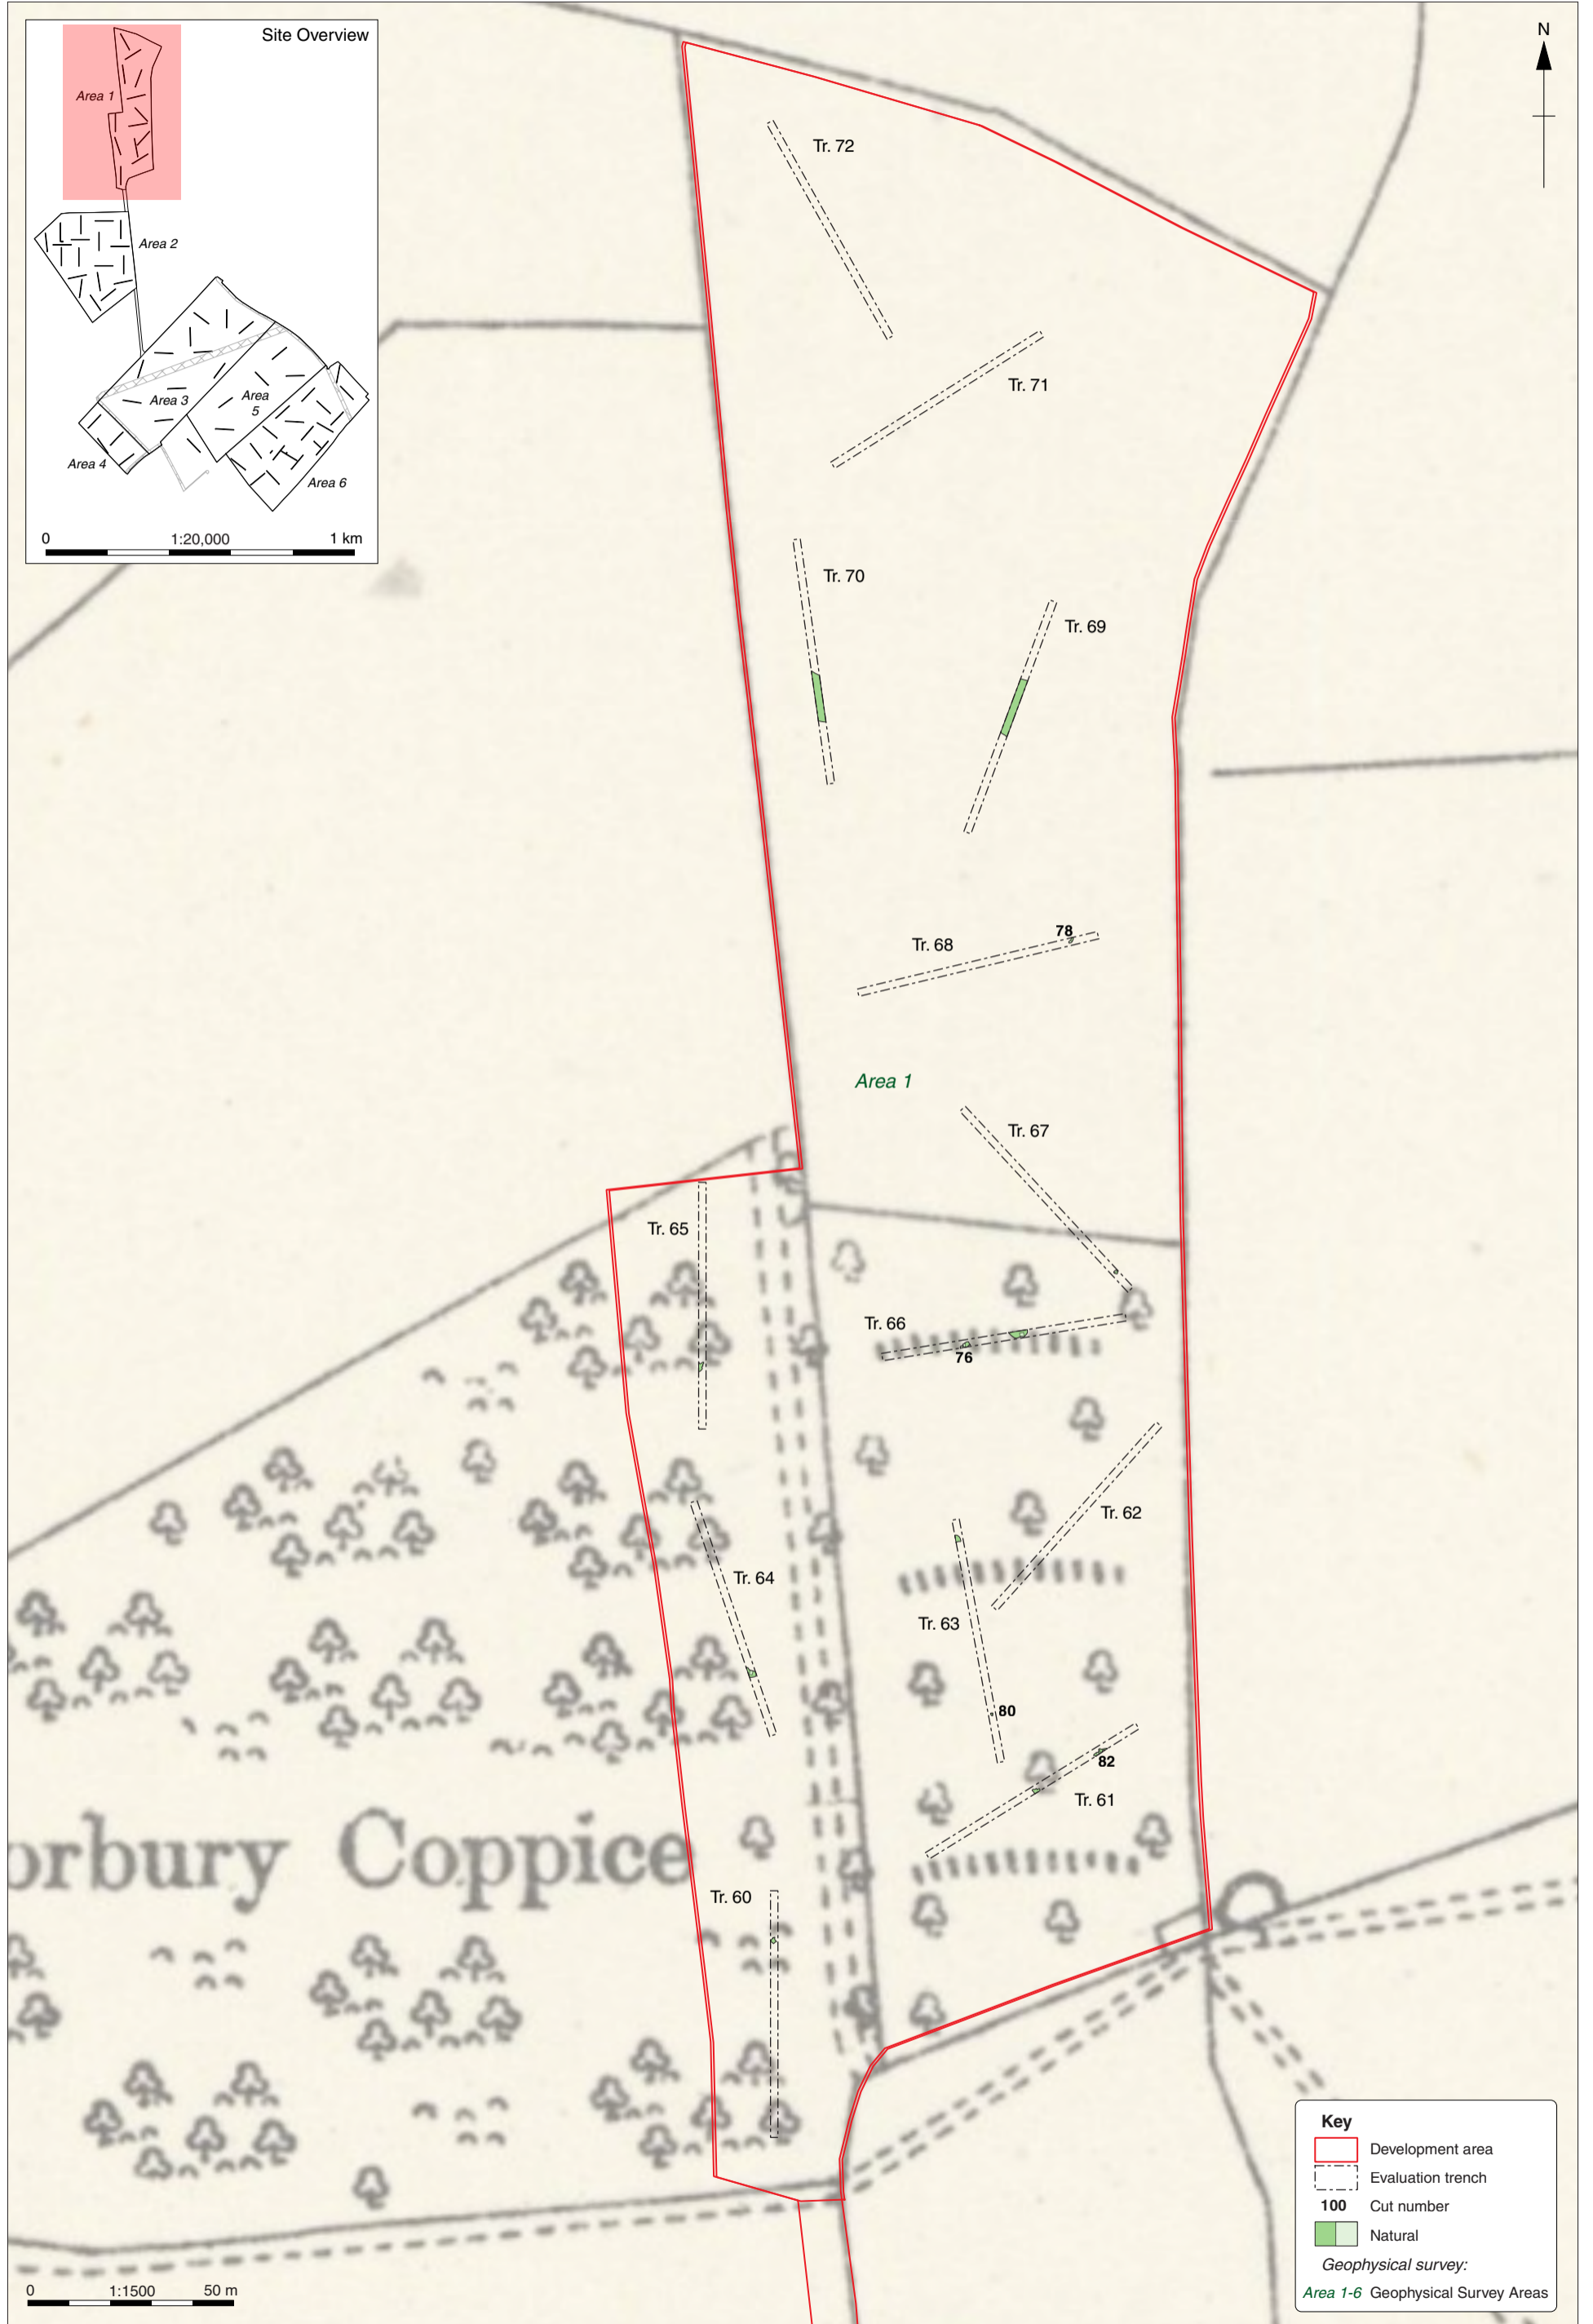 Site Overview
Area 1
Area 2
Area 3
Area
5
Area 4
Area 6
0 1:20,000 1 km
N
Tr. 72
Tr. 71
Tr. 70
Tr. 69
78
Tr. 68
Area 1
Tr. 67
Tr. 65
Tr. 66
76
Tr. 62
Tr. 64
Tr. 63
80
82
Tr. 61
orbury Coppice
Tr. 60
Key
Development area
Evaluation trench
100 Cut number
Natural
Geophysical survey:
Area 1-6 Geophysical Survey Areas
0 1:1500 50 m